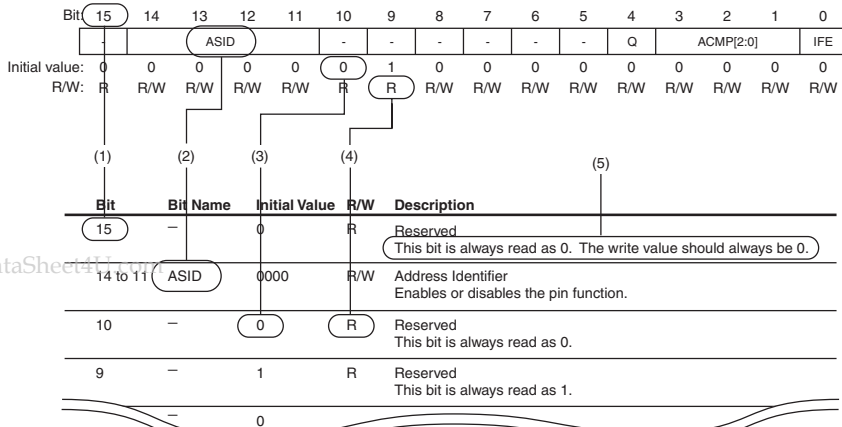 Bit: 15 14 13 12 11 10 9 8 7 6 5 4 3 2 1 0
- ASID - - - - - - Q ACMP[2:0] IFE
Initial value: 0 0 0 0 0 0 1 0 0 0 0 0 0 0 0 0
R/W: R R/W R/W R/W R/W R R R/W R/W R/W R/W R/W R/W R/W R/W R/W
(1) (2) (3) (4) (5)
Bit Bit Name Initial Value R/W Description
15 – 0 R Reserved
This bit is always read as 0. The write value should always be 0.
taSheet4U.com
14 to 11 ASID 0000 R/W Address Identifier
Enables or disables the pin function.
10 – 0 R Reserved
This bit is always read as 0.
9 – 1 R Reserved
This bit is always read as 1.
– 0